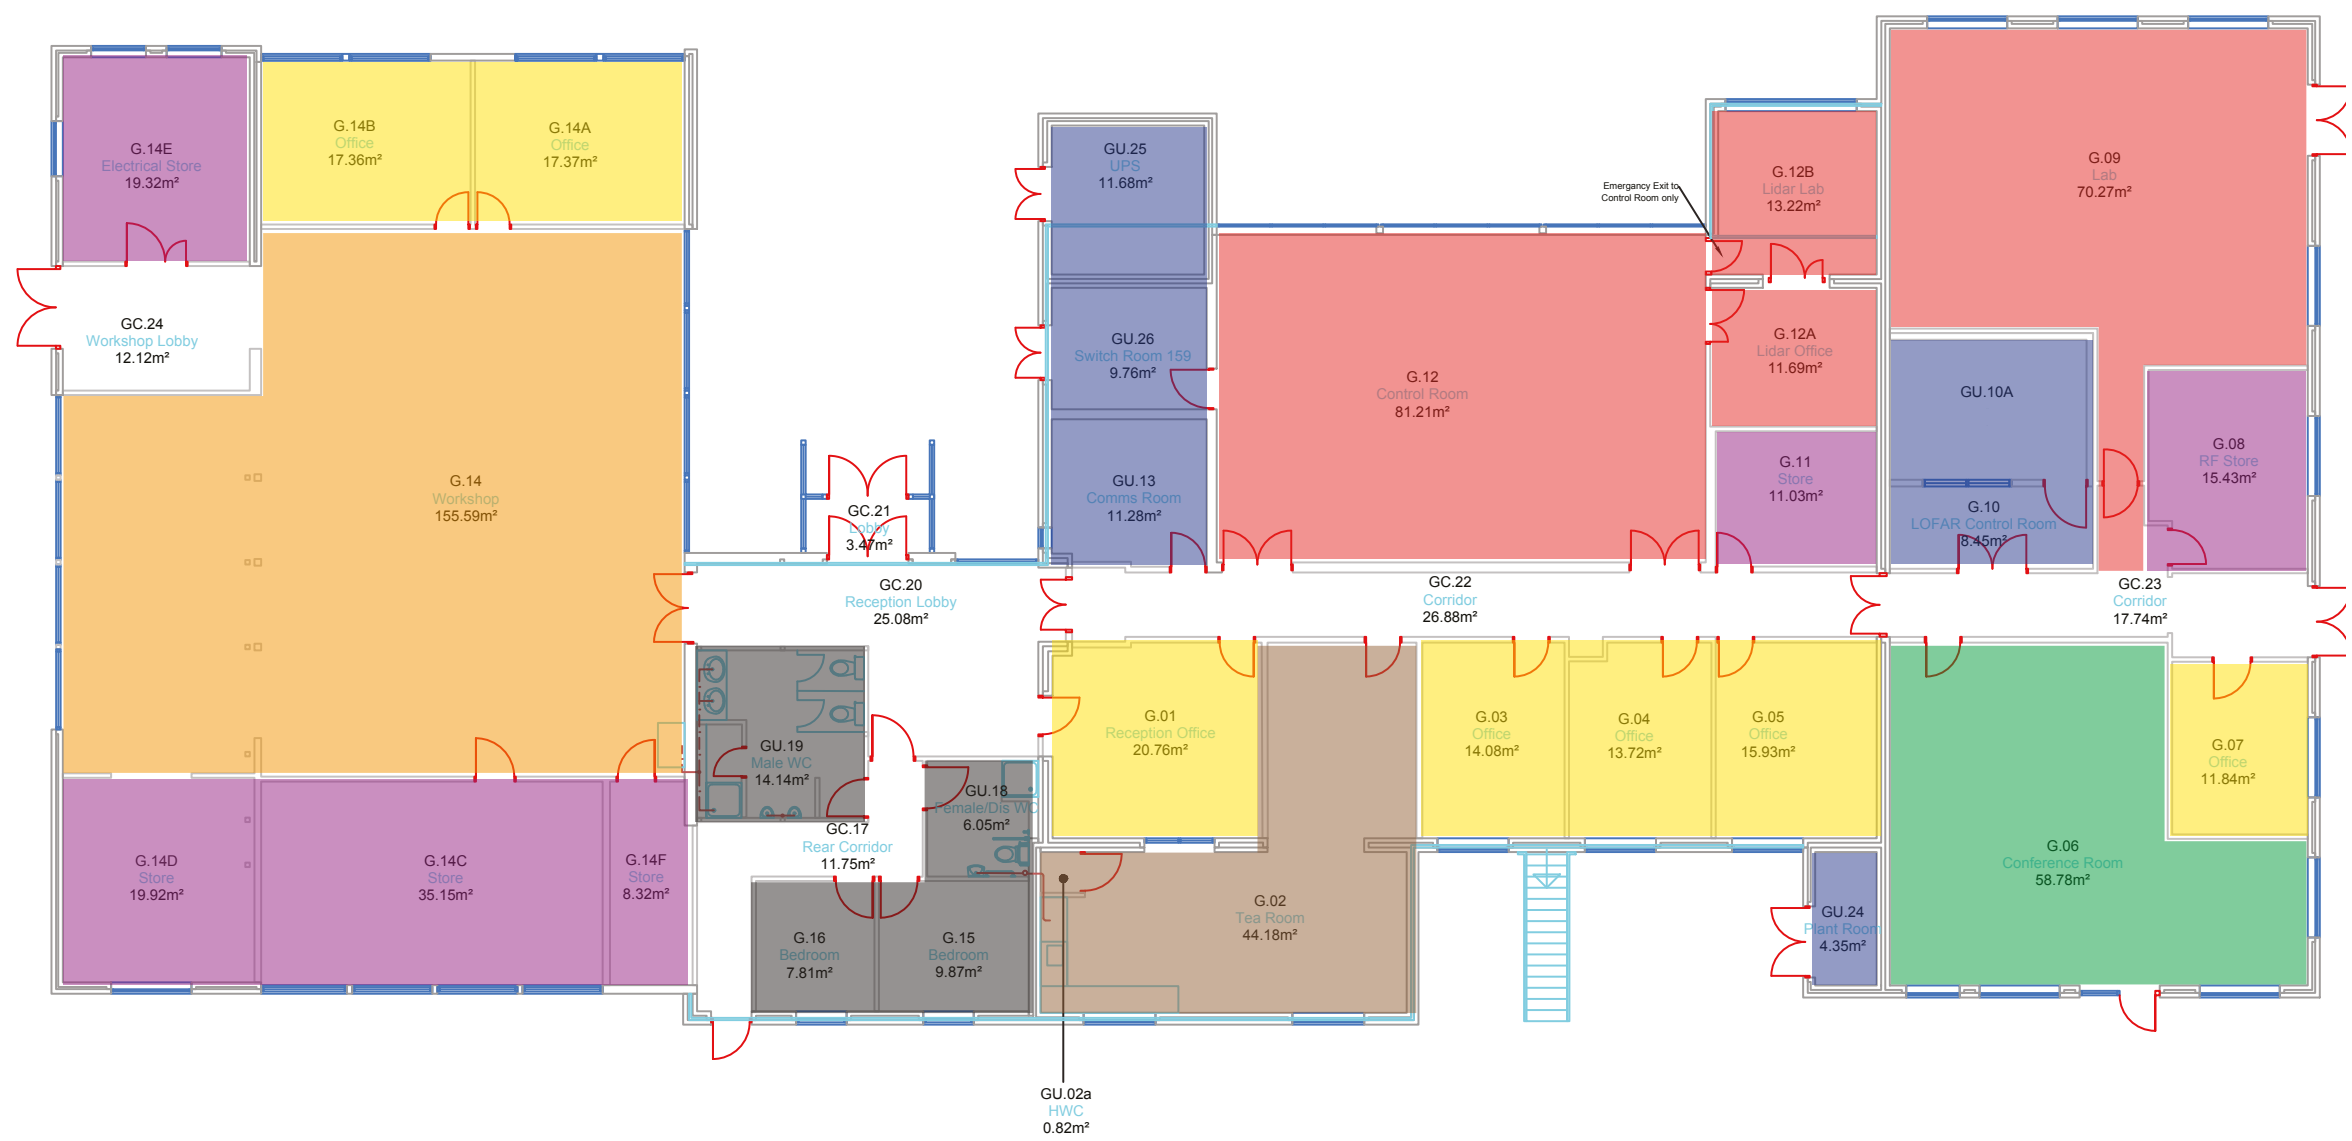 G.14E
Electrical Store
19.32m²
G.14B
Office
17.36m²
G.14A
Office
17.37m²
GC.24
Workshop Lobby
12.12m²
G.14
Workshop
155.59m²
G.14D
Store
19.92m²
G.14C
Store
35.15m²
G.14F
Store
8.32m²
GC.21
Lobby
3.47m²
GC.20
Reception Lobby
25.08m²
GU.19
Male WC
14.14m²
GU.18
Female/Dis WC
6.05m²
GC.17
Rear Corridor
11.75m²
G.16
Bedroom
7.81m²
G.15
Bedroom
9.87m²
GU.25
UPS
11.68m²
GU.26
Switch Room 159
9.76m²
GU.13
Comms Room
11.28m²
G.12
Control Room
81.21m²
Emergancy Exit to
Control Room only
G.12B
Lidar Lab
13.22m²
G.12A
Lidar Office
11.69m²
G.11
Store
11.03m²
G.09
Lab
70.27m²
GU.10A
G.10
LOFAR Control Room
8.45m²
G.08
RF Store
15.43m²
GC.22
Corridor
26.88m²
GC.23
Corridor
17.74m²
G.01
Reception Office
20.76m²
G.02
Tea Room
44.18m²
G.03
Office
14.08m²
G.04
Office
13.72m²
G.05
Office
15.93m²
G.07
Office
11.84m²
G.06
Conference Room
58.78m²
GU.24
Plant Room
4.35m²
GU.02a
HWC
0.82m²